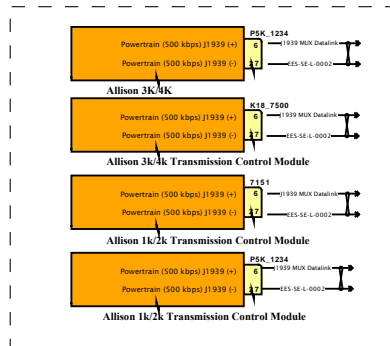 P5K_1234
Powertrain (500 kbps) J1939 (+) 6 J1939 MUX Datalink
Powertrain (500 kbps) J1939 (-) 27 EES-SE-L-0002
Allison 3K/4K
K18_7500
Powertrain (500 kbps) J1939 (+) 6 J1939 MUX Datalink
Powertrain (500 kbps) J1939 (-) 27 EES-SE-L-0002
Allison 3k/4k Transmission Control Module
7151
Powertrain (500 kbps) J1939 (+) 6 J1939 MUX Datalink
Powertrain (500 kbps) J1939 (-) 27 EES-SE-L-0002
Allison 1k/2k Transmission Control Module
P5K_1234
Powertrain (500 kbps) J1939 (+) 6 J1939 MUX Datalink
Powertrain (500 kbps) J1939 (-) 27 EES-SE-L-0002
Allison 1k/2k Transmission Control Module